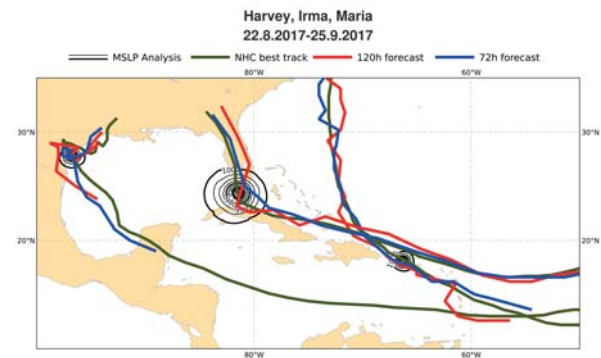 Harvey, Irma, Maria
22.8.2017-25.9.2017
MSLP Analysis NHC best track 120h forecast 72h forecast
80°W 60°W
30°N 30°N
20°N 20°N
80°W 60°W